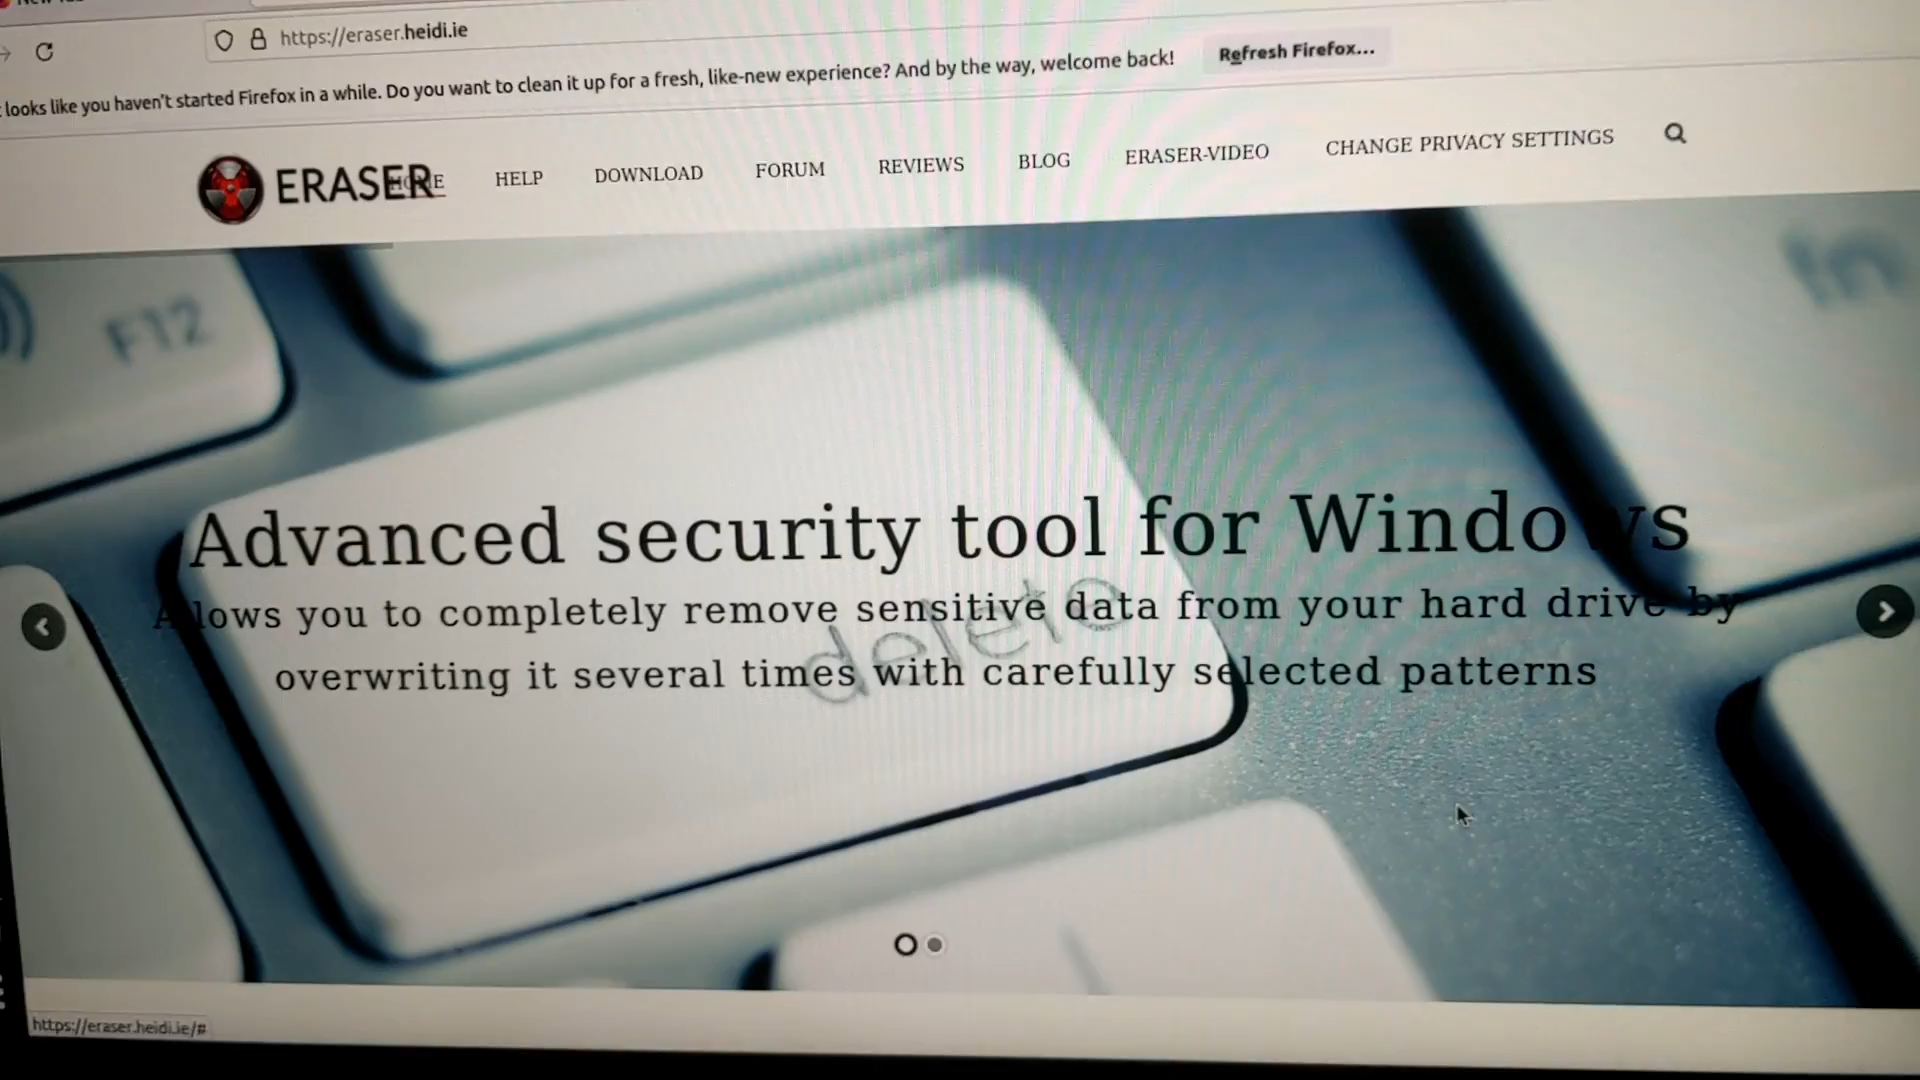 https://eraser.heidi.ie
looks like you haven't started Firefox in a while. Do you want to clean it up for a fresh, like-new experience? And by the way, welcome back! Refresh Firefox...
ERASER HOME HELP DOWNLOAD FORUM REVIEWS BLOG ERASER-VIDEO CHANGE PRIVACY SETTINGS
F12
fn
Advanced security tool for Windows
Allows you to completely remove sensitive data from your hard drive by
delete
overwriting it several times with carefully selected patterns
https://eraser.heidi.ie/#